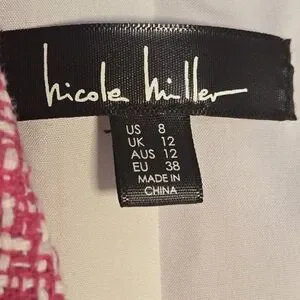 nicole miller
US 8
UK 12
AUS 12
EU 38
MADE IN
CHINA